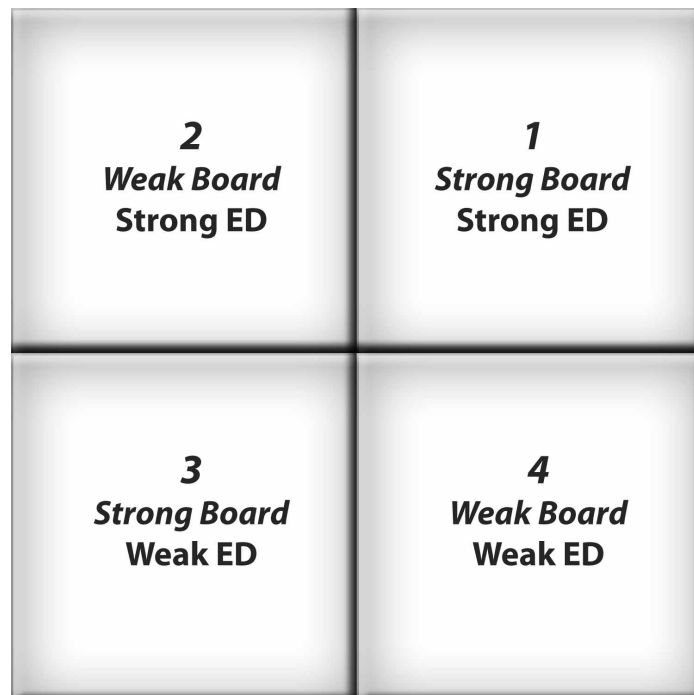 2
Weak Board
Strong ED
1
Strong Board
Strong ED
3
Strong Board
Weak ED
4
Weak Board
Weak ED